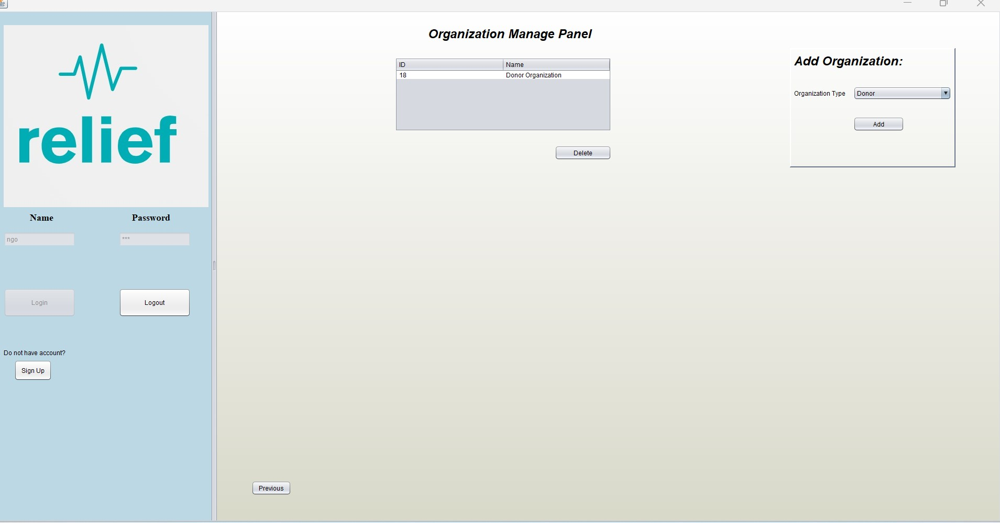 relief
Name Password
ngo ***
Login Logout
Do not have account?
Sign Up
Organization Manage Panel
ID Name
18 Donor Organization
Delete
Add Organization:
Organization Type Donor
Add
Previous